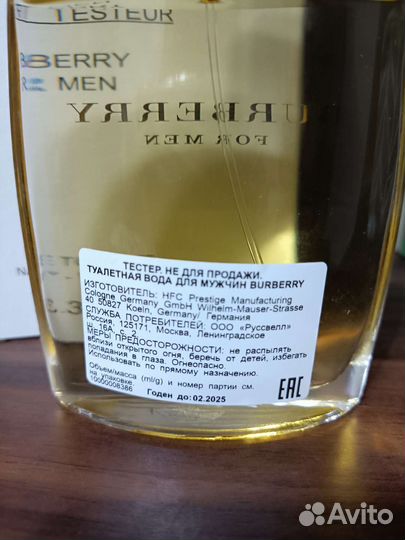 TESTEUR
BBERRY
MEN
URBERRY
FOR MEN
ТЕСТЕР. НЕ ДЛЯ ПРОДАЖИ.
ТУАЛЕТНАЯ ВОДА ДЛЯ МУЖЧИН BURBERRY
ИЗГОТОВИТЕЛЬ: HFC Prestige Manufacturing
Cologne Germany GmbH Wilhelm-Mauser-Strasse
40 50827 Koeln, Germany/ Германия
СЛУЖБА ПОТРЕБИТЕЛЕЙ: ООО «Руссвелл»
Россия, 125171, Москва, Ленинградское
ш. 16А, с. 2
МЕРЫ ПРЕДОСТОРОЖНОСТИ: не распылять
вблизи открытого огня, беречь от детей, избегать
попадания в глаза. Огнеопасно.
Использовать по прямому назначению.
Объем/масса (ml/g) и номер партии см.
на упаковке.
10000008386
Годен до:02.2025
EAC
Avito